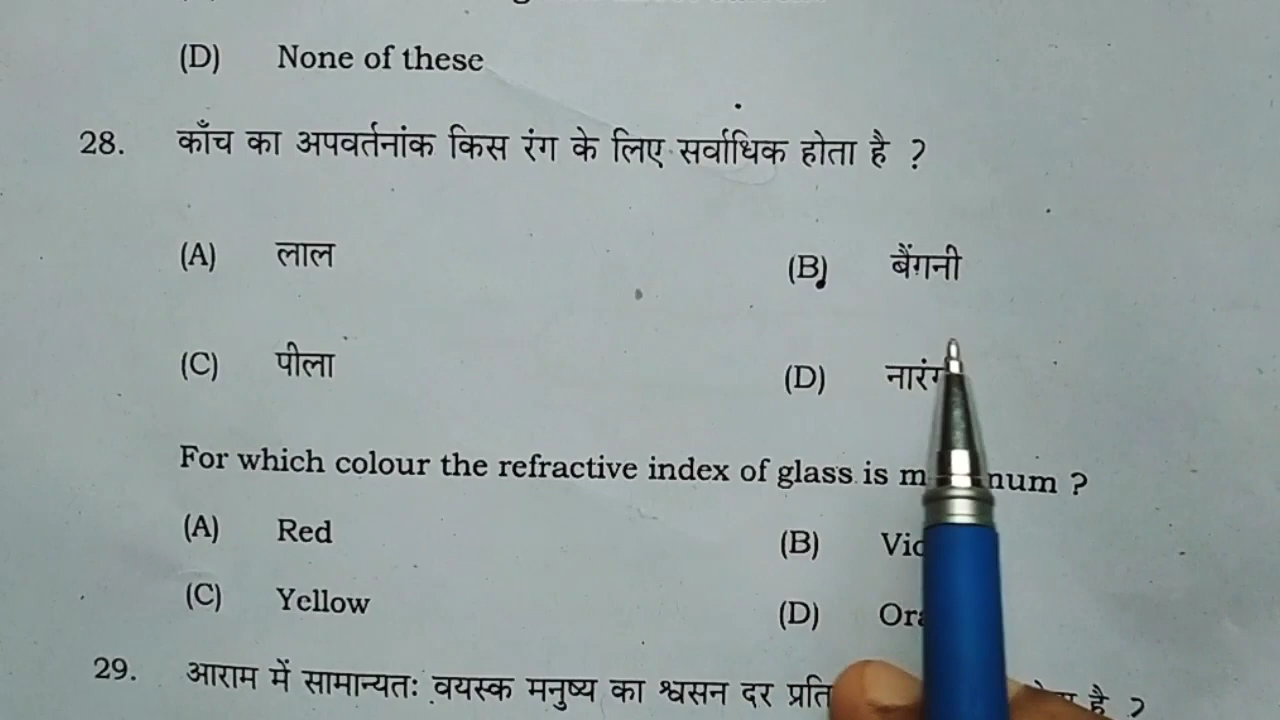 (D) None of these
28. काँच का अपवर्तनांक किस रंग के लिए सर्वाधिक होता है ?
(A) लाल (B) बैंगनी
(C) पीला (D)
For which colour the refractive index of glass is ?
(A) Red (B)
(C) Yellow (D)
29. आराम में सामान्यतः वयस्क मनुष्य का श्वसन दर प्रति है ?